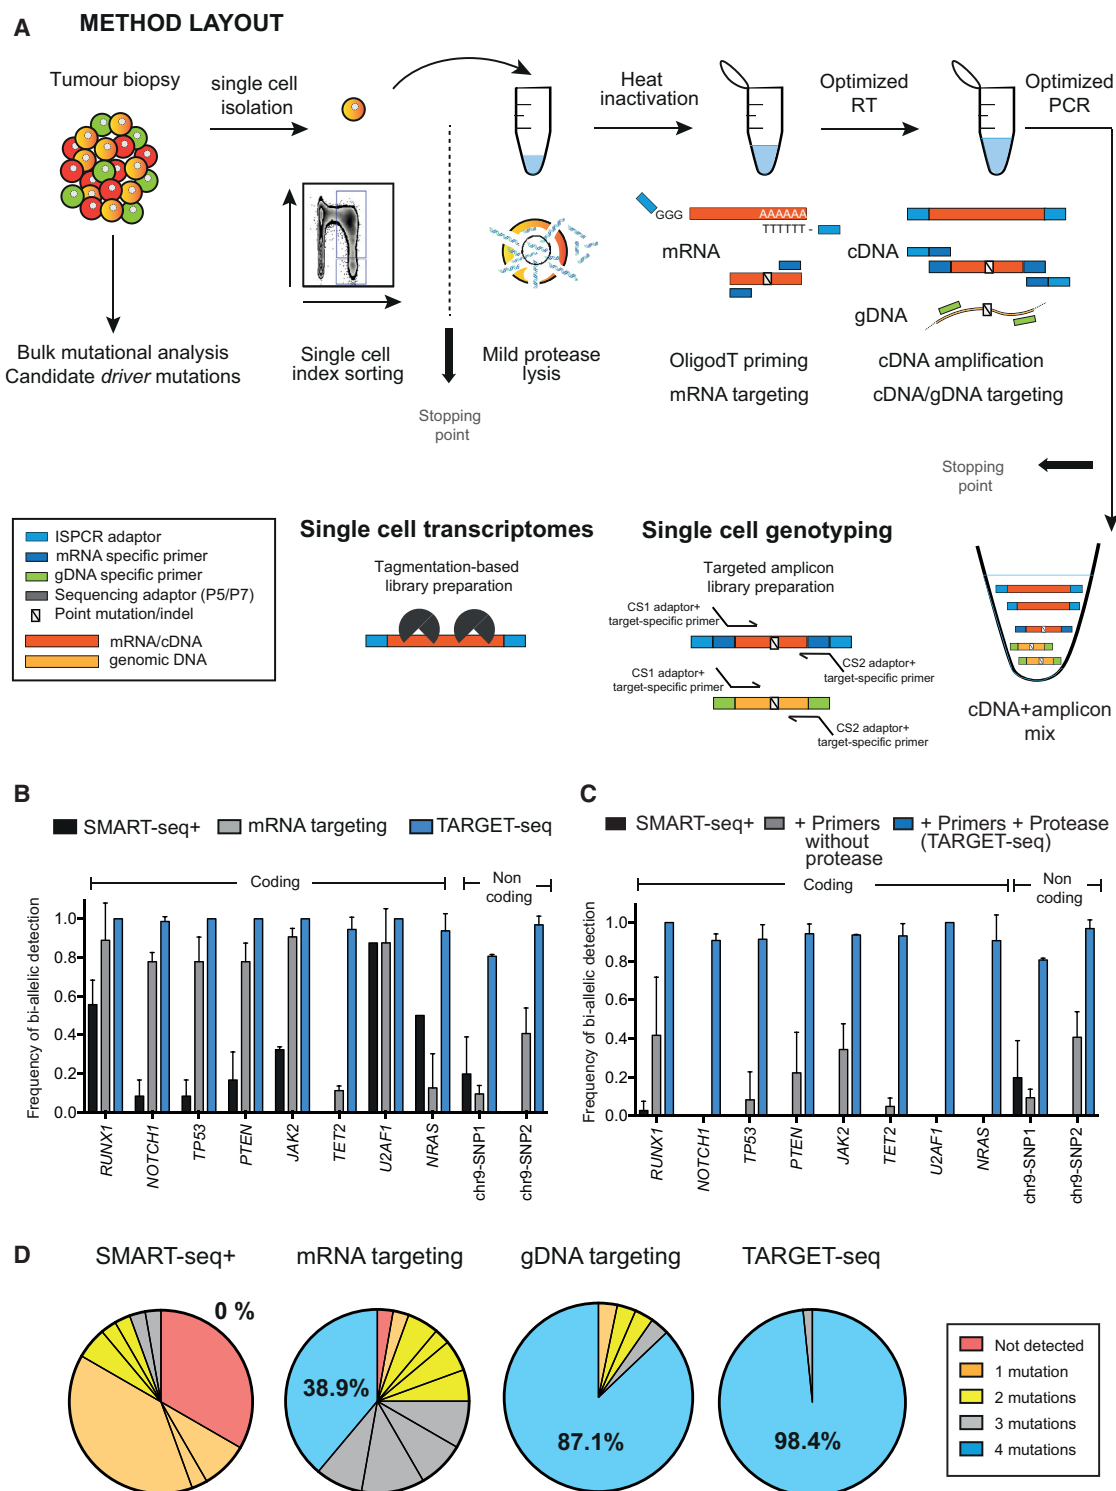 A
METHOD LAYOUT
Tumour biopsy
single cell
isolation
Heat
inactivation
Optimized
RT
Optimized
PCR
GGG
AAAAAA
TTTTTT -
mRNA
cDNA
gDNA
Bulk mutational analysis
Candidate driver mutations
Single cell
index sorting
Stopping
point
Mild protease
lysis
OligodT priming
mRNA targeting
cDNA amplification
cDNA/gDNA targeting
Stopping
point
ISPCR adaptor
mRNA specific primer
gDNA specific primer
Sequencing adaptor (P5/P7)
Point mutation/indel
mRNA/cDNA
genomic DNA
Single cell transcriptomes
Tagmentation-based
library preparation
Single cell genotyping
Targeted amplicon
library preparation
CS1 adaptor+
target-specific primer
CS2 adaptor+
target-specific primer
CS1 adaptor+
target-specific primer
CS2 adaptor+
target-specific primer
cDNA+amplicon
mix
B
SMART-seq+
mRNA targeting
TARGET-seq
Coding
Non
coding
Frequency of bi-allelic detection
1.0
0.8
0.6
0.4
0.2
0.0
RUNX1
NOTCH1
TP53
PTEN
JAK2
TET2
U2AF1
NRAS
chr9-SNP1
chr9-SNP2
C
SMART-seq+
+ Primers
without
protease
+ Primers + Protease
(TARGET-seq)
Coding
Non
coding
Frequency of bi-allelic detection
1.0
0.8
0.6
0.4
0.2
0.0
RUNX1
NOTCH1
TP53
PTEN
JAK2
TET2
U2AF1
NRAS
chr9-SNP1
chr9-SNP2
D
SMART-seq+
0 %
mRNA targeting
38.9%
gDNA targeting
87.1%
TARGET-seq
98.4%
Not detected
1 mutation
2 mutations
3 mutations
4 mutations